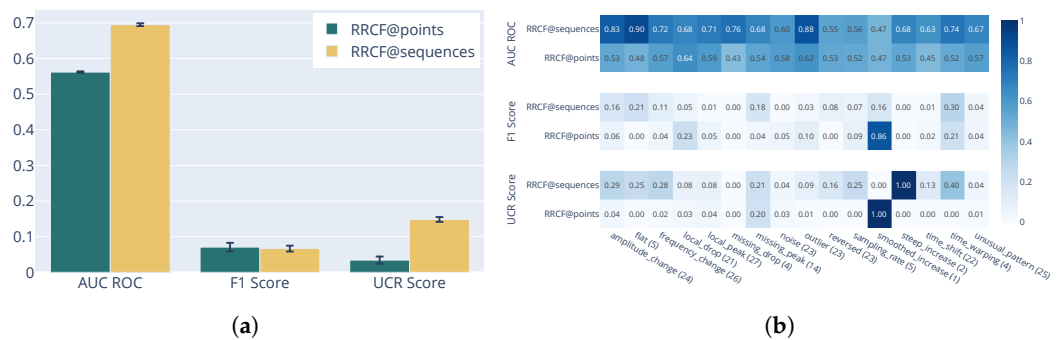 0.7
0.6
0.5
0.4
0.3
0.2
0.1
0
RRCF@points
RRCF@sequences
AUC ROC F1 Score UCR Score
(a)
AUC ROC
RRCF@sequences 0.83 0.90 0.72 0.68 0.71 0.76 0.68 0.60 0.88 0.55 0.56 0.47 0.68 0.63 0.74 0.67
RRCF@points 0.53 0.48 0.57 0.64 0.59 0.43 0.54 0.58 0.62 0.53 0.52 0.47 0.53 0.45 0.52 0.57
F1 Score
RRCF@sequences 0.16 0.21 0.11 0.05 0.01 0.00 0.18 0.00 0.03 0.08 0.07 0.16 0.00 0.01 0.30 0.04
RRCF@points 0.06 0.00 0.04 0.23 0.05 0.00 0.04 0.05 0.10 0.00 0.09 0.86 0.00 0.02 0.21 0.04
UCR Score
RRCF@sequences 0.29 0.25 0.28 0.08 0.08 0.00 0.21 0.04 0.09 0.16 0.25 0.00 1.00 0.13 0.40 0.04
RRCF@points 0.04 0.00 0.02 0.03 0.04 0.00 0.20 0.03 0.01 0.00 0.00 1.00 0.00 0.00 0.00 0.01
amplitude_change (24)
flat (5)
frequency_change (26)
local_drop (21)
local_peak (27)
missing_drop (4)
missing_peak (14)
noise (23)
outlier (23)
reversed (23)
sampling_rate (5)
smoothed_increase (1)
steep_increase (2)
time_shift (22)
time_warping (4)
unusual_pattern (25)
1
0.8
0.6
0.4
0.2
0
(b)